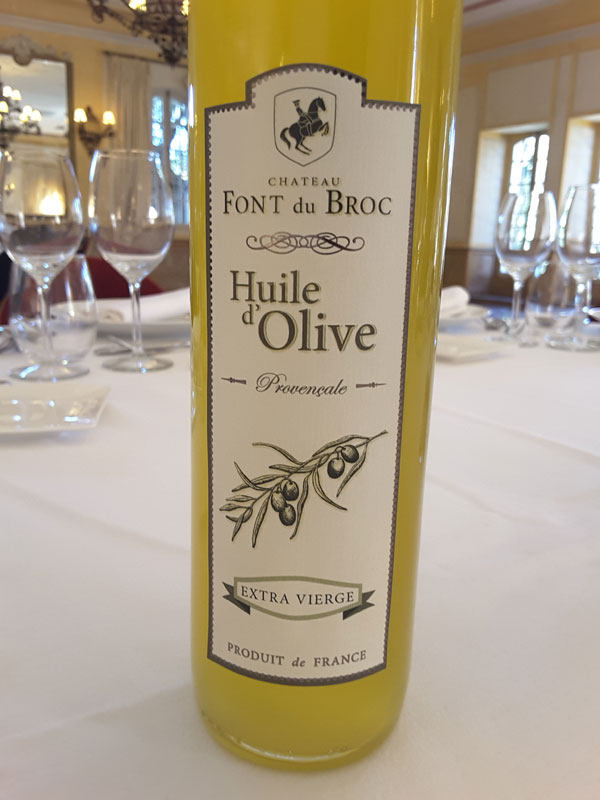 CHATEAU
FONT du BROC
Huile
d'Olive
Provençale
EXTRA VIERGE
PRODUIT de FRANCE